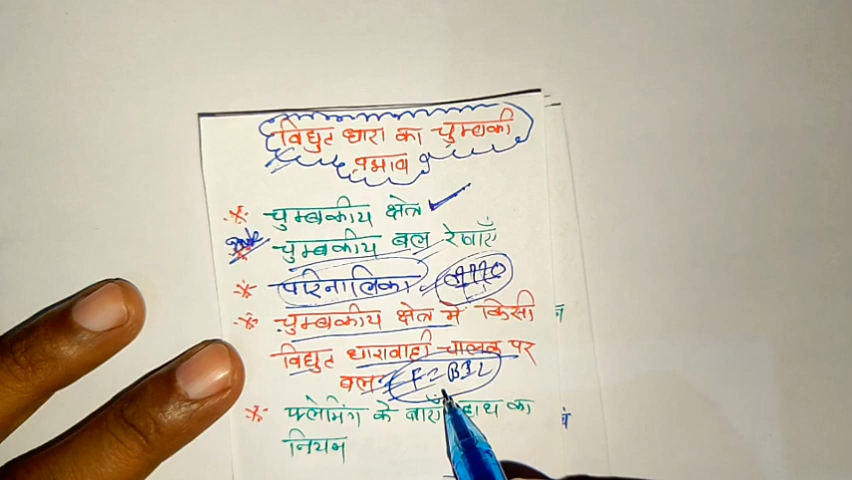 विद्युत धारा का चुम्बकी
प्रभाव
चुम्बकीय क्षेत्र
चुम्बकीय बल रेखाएँ
परिनालिका
चुम्बकीय क्षेत्र में किसी
विद्युत धारावाही चालक पर
बल F = BIL
फ्लेमिंग के बाएँ हाथ का
नियम